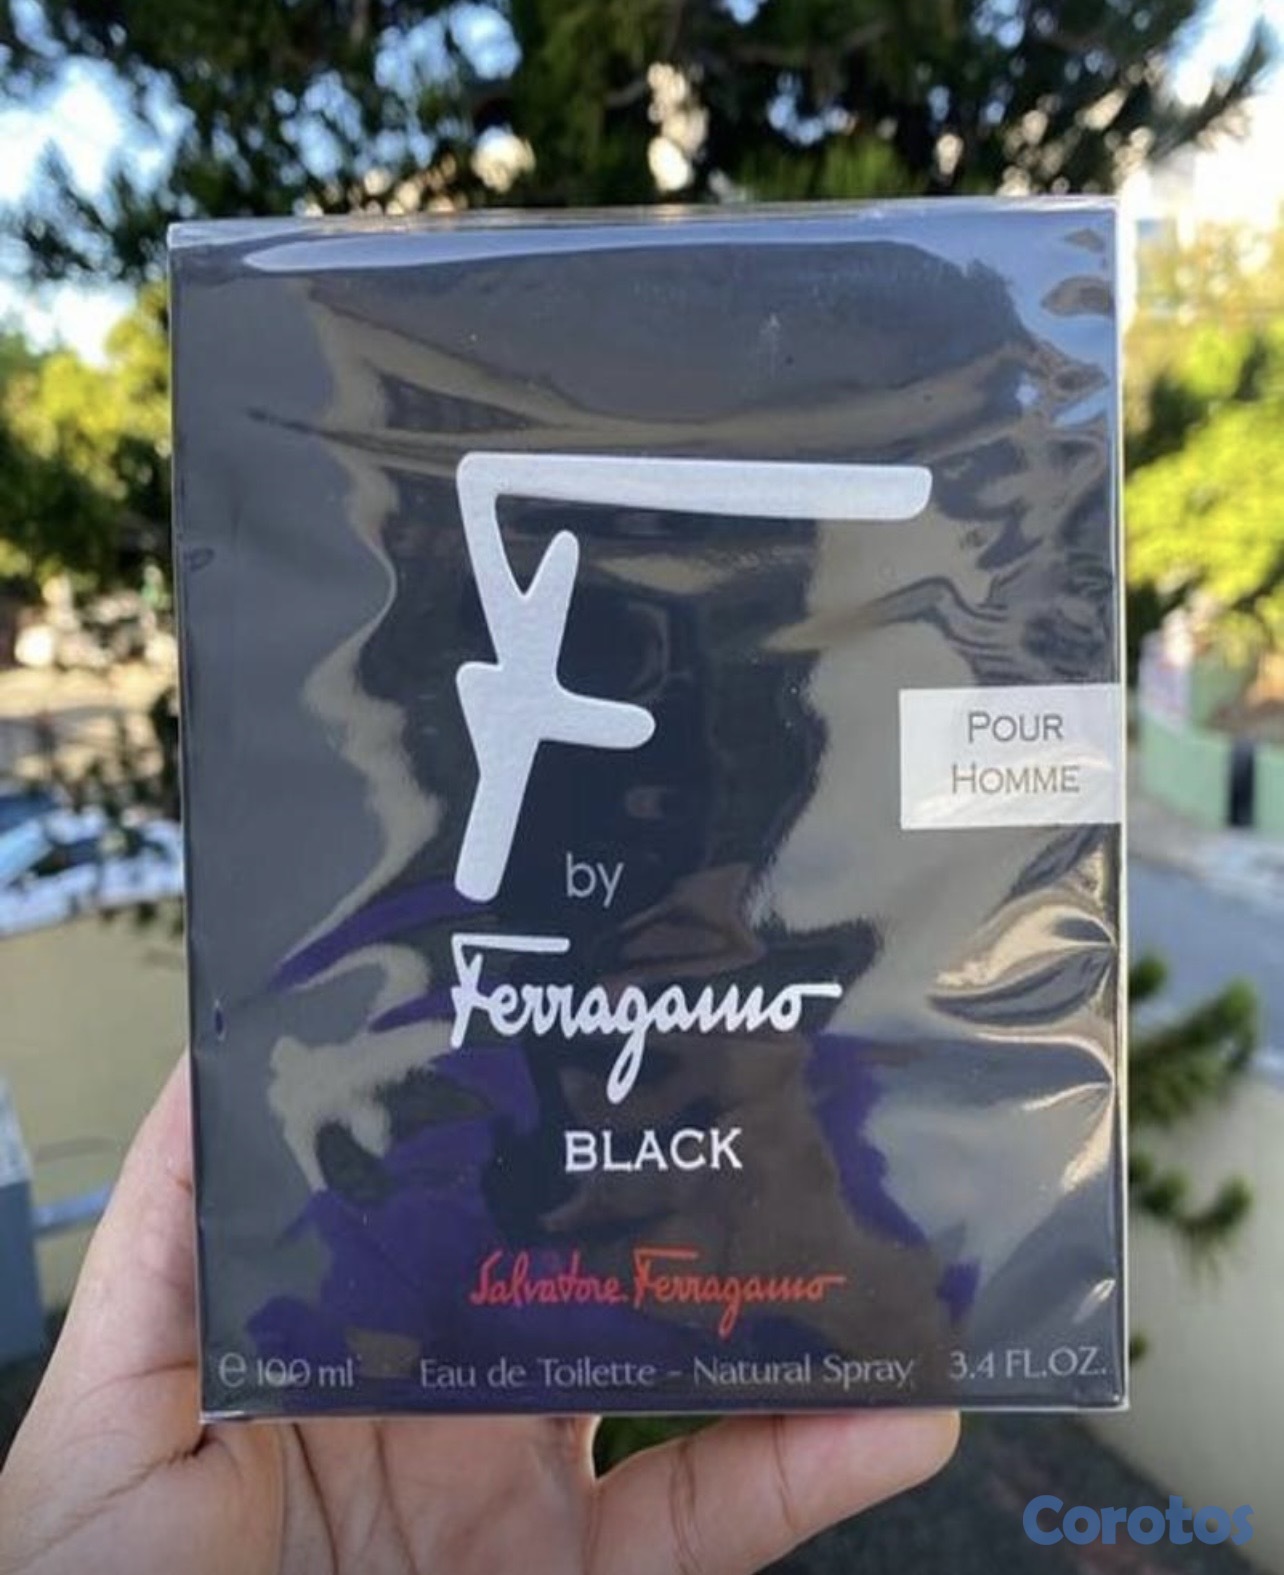 F
POUR
HOMME
by
Ferragamo
BLACK
Salvatore Ferragamo
e 100 ml Eau de Toilette - Natural Spray 3.4 FL.OZ.
Corotos